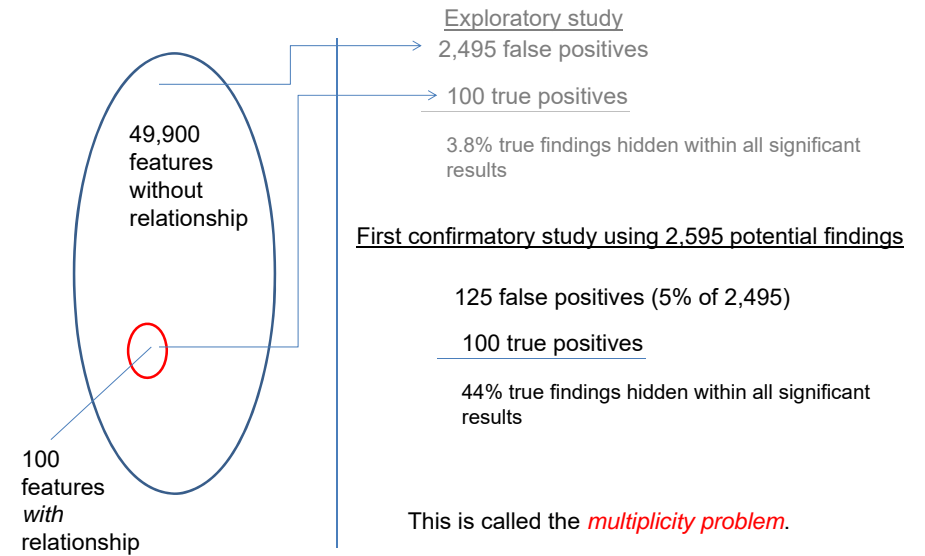 Exploratory study
2,495 false positives
100 true positives
3.8% true findings hidden within all significant
results
49,900
features
without
relationship
First confirmatory study using 2,595 potential findings
125 false positives (5% of 2,495)
100 true positives
44% true findings hidden within all significant
results
100
features
with
relationship
This is called the multiplicity problem.